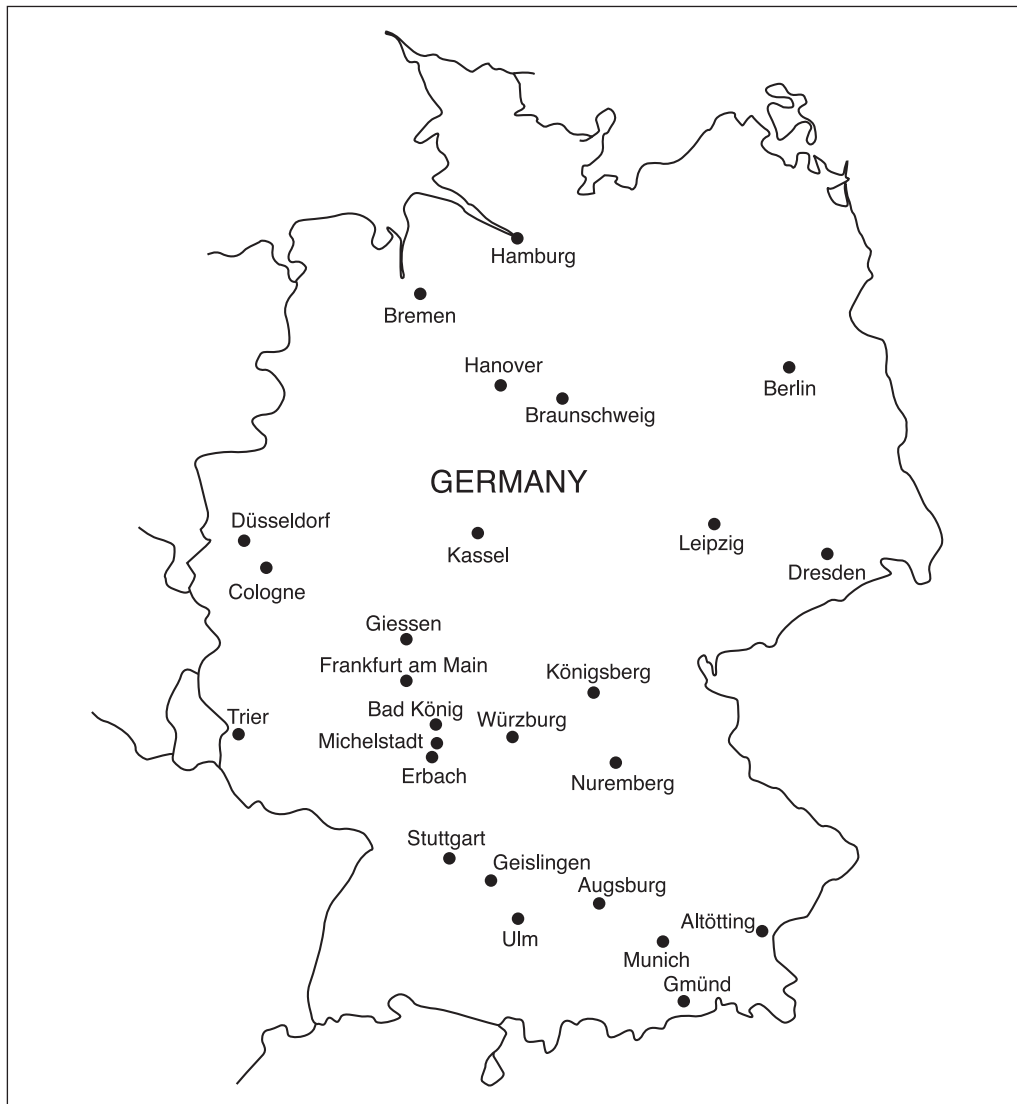 Hamburg
Bremen
Hanover
Berlin
Braunschweig
GERMANY
Düsseldorf
Kassel
Leipzig
Dresden
Cologne
Giessen
Frankfurt am Main
Königsberg
Bad König
Würzburg
Trier
Michelstadt
Erbach
Nuremberg
Stuttgart
Geislingen
Augsburg
Altötting
Ulm
Munich
Gmünd